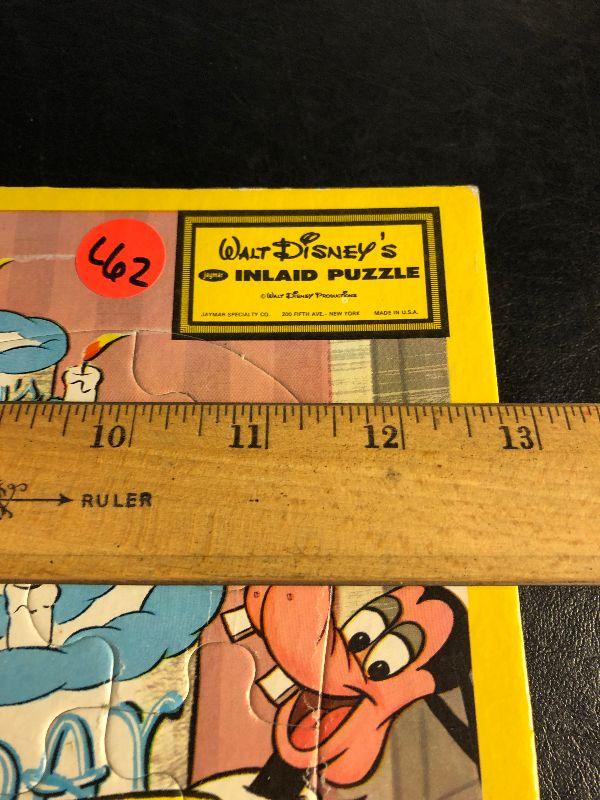 L62
WALT DISNEY'S
Jaymar INLAID PUZZLE
© WALT DISNEY PRODUCTIONS
JAYMAR SPECIALTY CO. 200 FIFTH AVE.- NEW YORK MADE IN U.S.A.
10 11 12 13
RULER